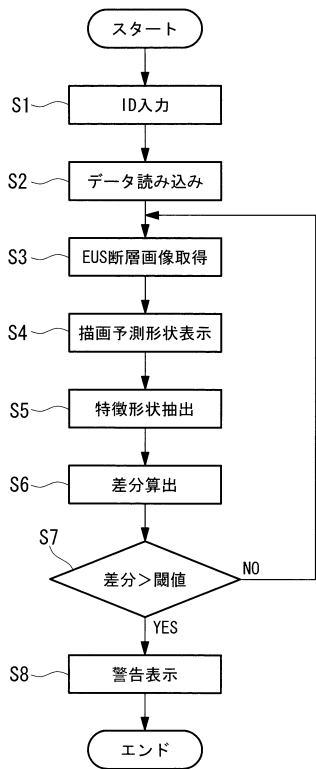 スタート
S1
ID入力
S2
データ読み込み
S3
EUS断層画像取得
S4
描画予測形状表示
S5
特徴形状抽出
S6
差分算出
S7
差分＞閾値
NO
YES
S8
警告表示
エンド